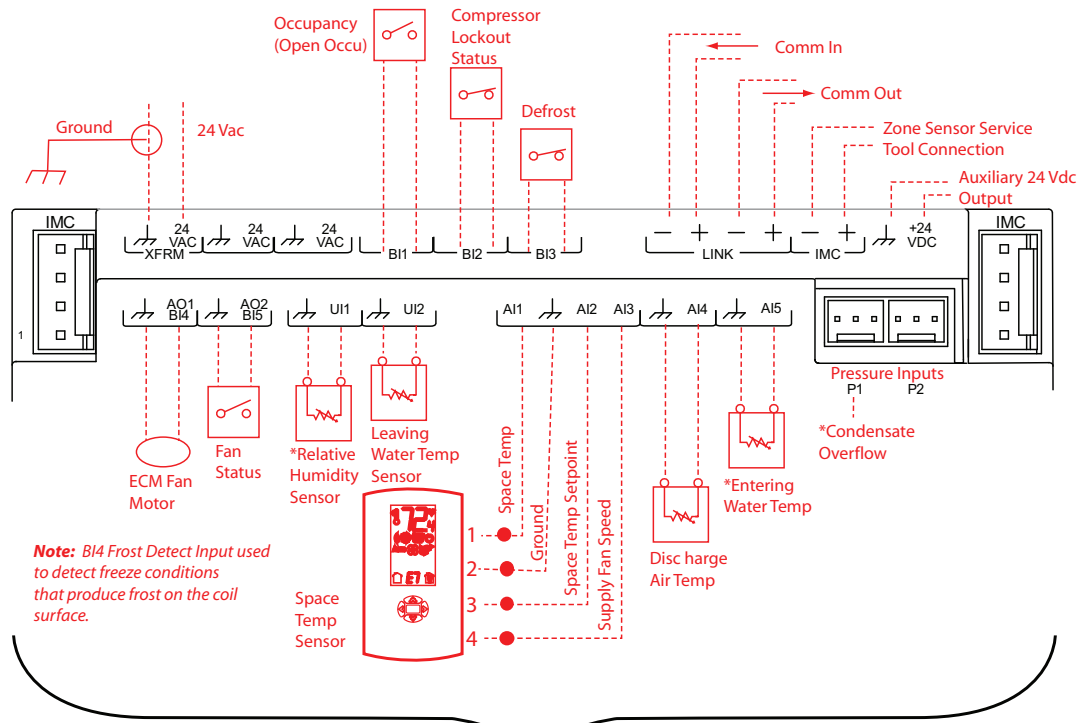 Occupancy
(Open Occu)
Compressor
Lockout
Status
Defrost
Comm In
Comm Out
Zone Sensor Service
Tool Connection
Auxiliary 24 Vdc
Output
Ground
24 Vac
IMC
24
VAC
XFRM
24
VAC
24
VAC
BI1
BI2
BI3
- + - +
LINK
- +
IMC
+24
VDC
IMC
1
AO1
BI4
AO2
BI5
UI1
UI2
AI1
AI2
AI3
AI4
AI5
Pressure Inputs
P1
P2
*Condensate
Overflow
ECM Fan
Motor
Fan
Status
*Relative
Humidity
Sensor
Leaving
Water Temp
Sensor
Space Temp
Ground
Space Temp Setpoint
Supply Fan Speed
*Entering
Water Temp
Disc harge
Air Temp
Note: BI4 Frost Detect Input used
to detect freeze conditions
that produce frost on the coil
surface.
Space
Temp
Sensor
72
1
2
3
4